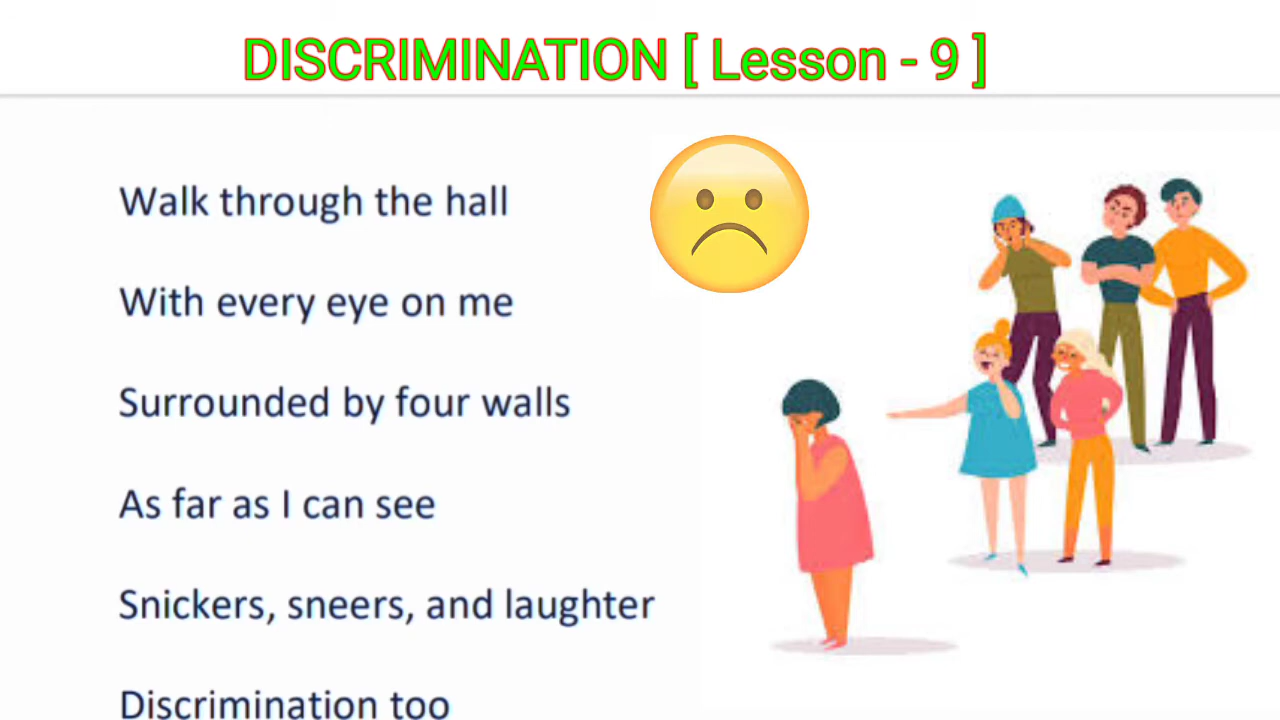 DISCRIMINATION [ Lesson - 9 ]
Walk through the hall
With every eye on me
Surrounded by four walls
As far as I can see
Snickers, sneers, and laughter
Discrimination too